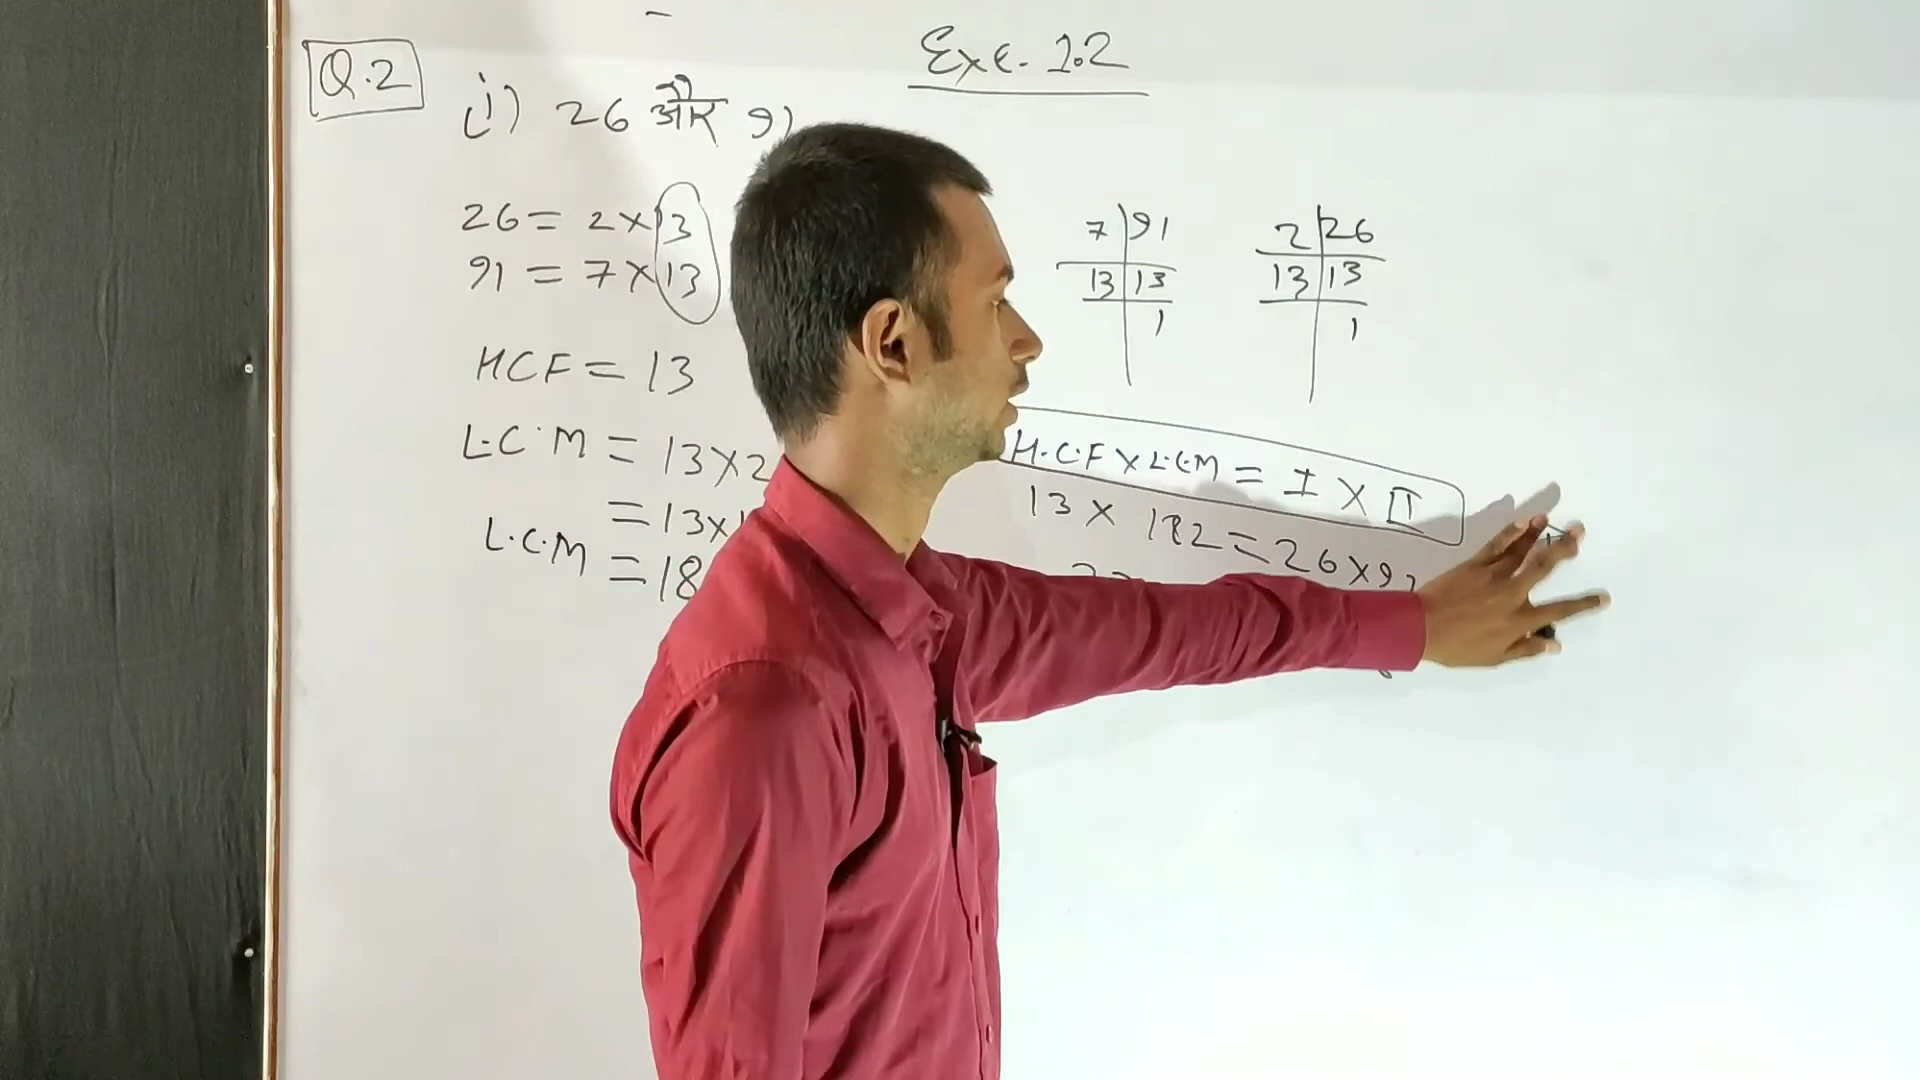 Exe. 1.2
Q.2
(i) 26 और 91
26 = 2 × 13
91 = 7 × 13
HCF = 13
L.C.M = 13 × 2
= 13 × 1
L.C.M = 18
7 | 91
13 | 13
1
2 | 26
13 | 13
1
H.C.F × L.C.M = I × II
13 × 182 = 26 × 91